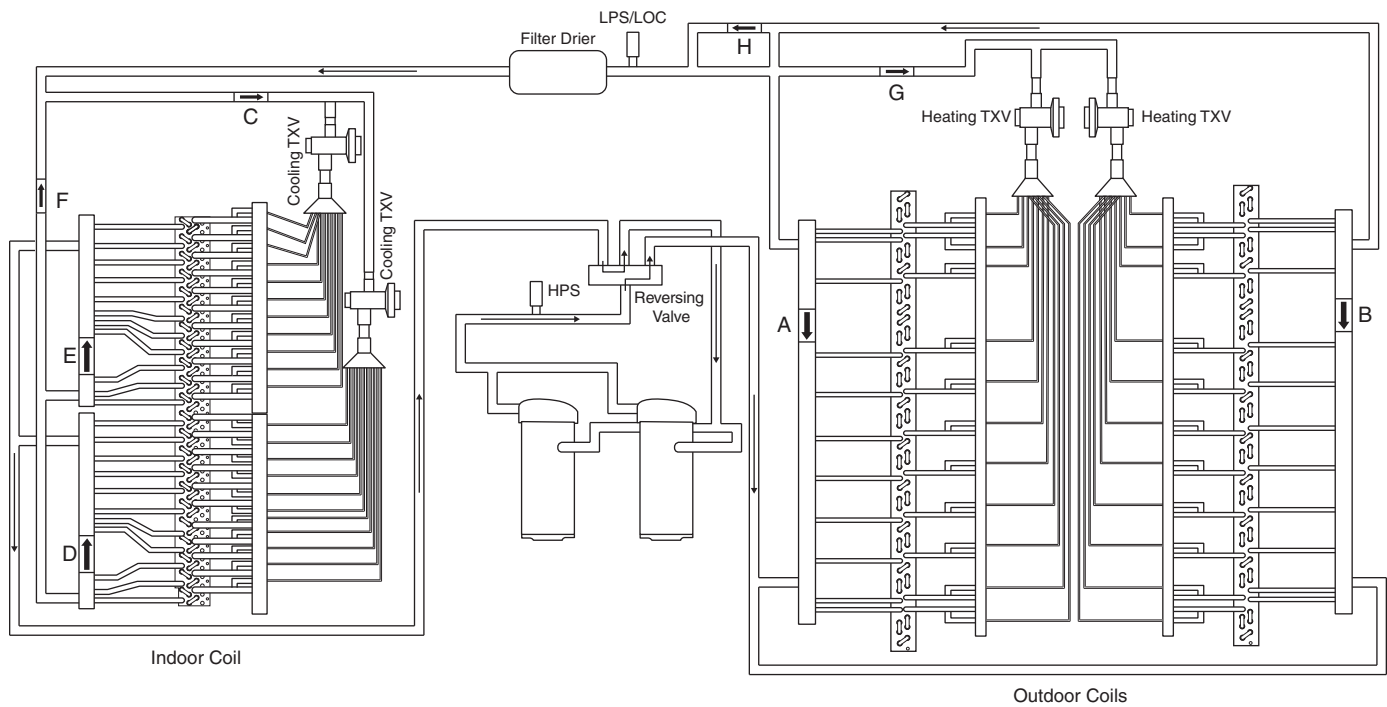 LPS/LOC
Filter Drier
H
G
C
Cooling TXV
Heating TXV
Heating TXV
F
Cooling TXV
HPS
Reversing
Valve
A
B
E
D
Indoor Coil
Outdoor Coils